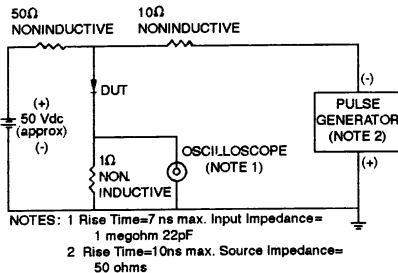 50Ω
NONINDUCTIVE
10Ω
NONINDUCTIVE
(+)
50 Vdc
(approx)
(-)
DUT
1Ω
NON.
INDUCTIVE
OSCILLOSCOPE
(NOTE 1)
(-)
PULSE
GENERATOR
(NOTE 2)
(+)
NOTES: 1 Rise Time=7 ns max. Input Impedance=
1 megohm 22pF
2 Rise Time=10ns max. Source Impedance=
50 ohms